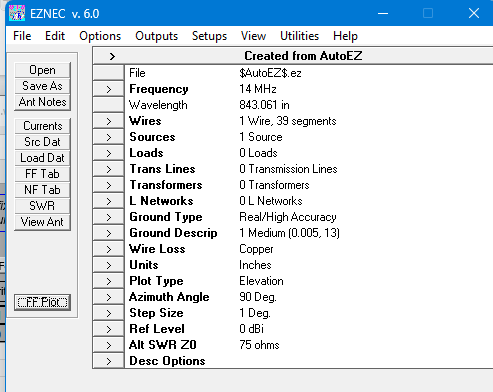 EZNEC v. 6.0
File Edit Options Outputs Setups View Utilities Help
Open
Save As
Ant Notes
Currents
Src Dat
Load Dat
FF Tab
NF Tab
SWR
View Ant
FF Plot
> Created from AutoEZ
File $AutoEZ$.ez
> Frequency 14 MHz
Wavelength 843.061 in
> Wires 1 Wire, 39 segments
> Sources 1 Source
> Loads 0 Loads
> Trans Lines 0 Transmission Lines
> Transformers 0 Transformers
> L Networks 0 L Networks
> Ground Type Real/High Accuracy
> Ground Descrip 1 Medium (0.005, 13)
> Wire Loss Copper
> Units Inches
> Plot Type Elevation
> Azimuth Angle 90 Deg.
> Step Size 1 Deg.
> Ref Level 0 dBi
> Alt SWR Z0 75 ohms
> Desc Options